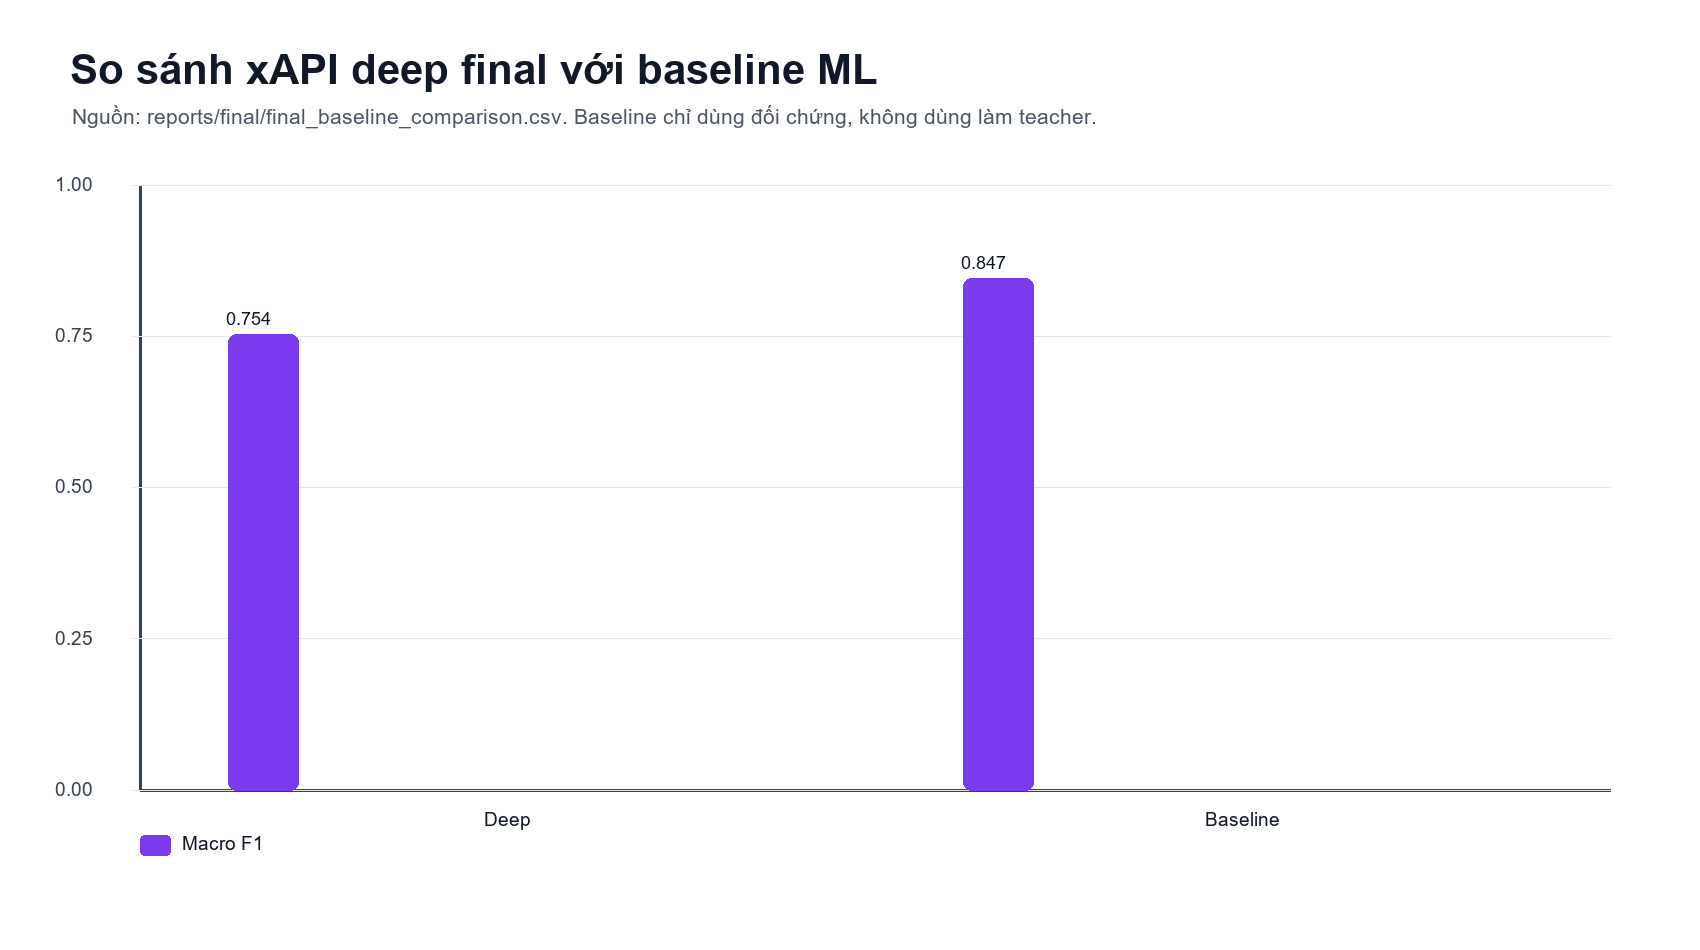 So sánh xAPI deep final với baseline ML
Nguồn: reports/final/final_baseline_comparison.csv. Baseline chỉ dùng đối chứng, không dùng làm teacher.
1.00
0.847
0.754
0.75
0.50
0.25
0.00
Deep
Baseline
Macro F1